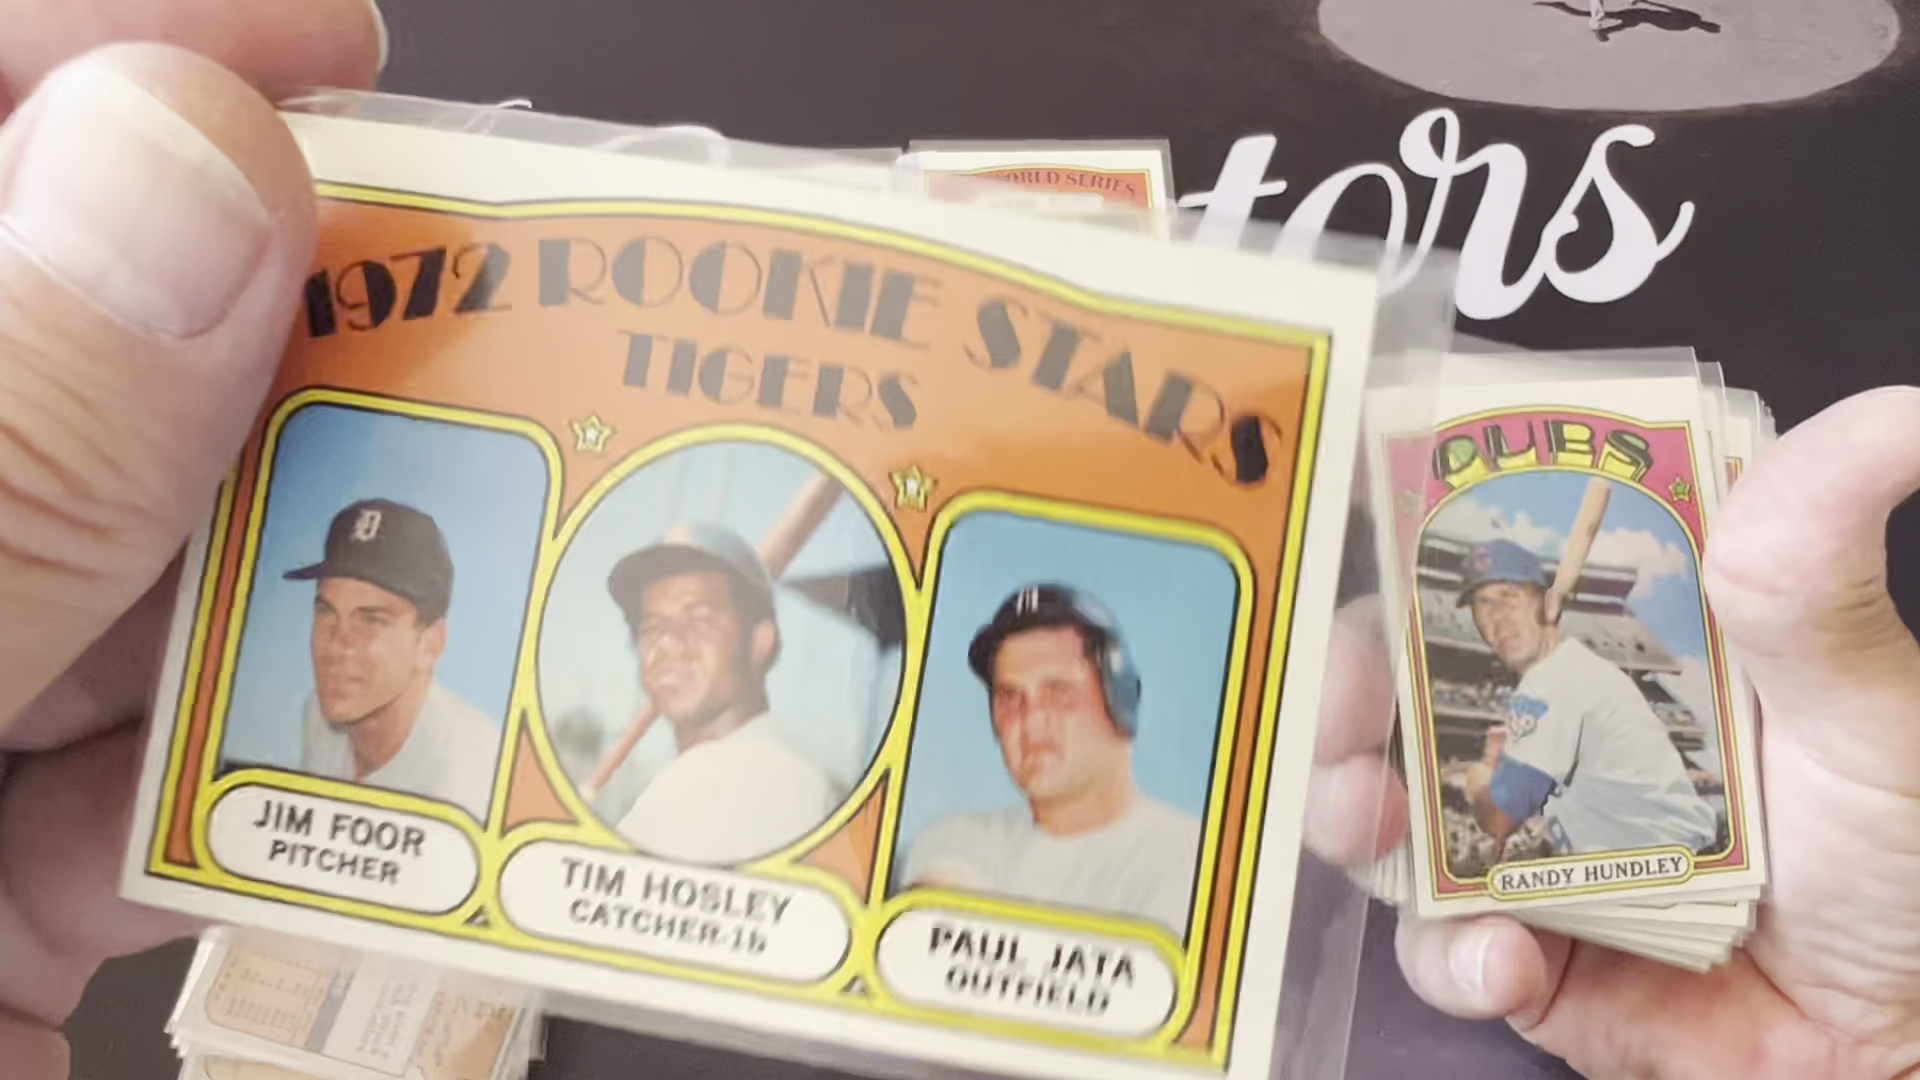 WORLD SERIES
tors
1972 ROOKIE STARS
TIGERS
D
JIM FOOR
PITCHER
TIM HOSLEY
CATCHER-1b
PAUL JATA
OUTFIELD
CUBS
RANDY HUNDLEY